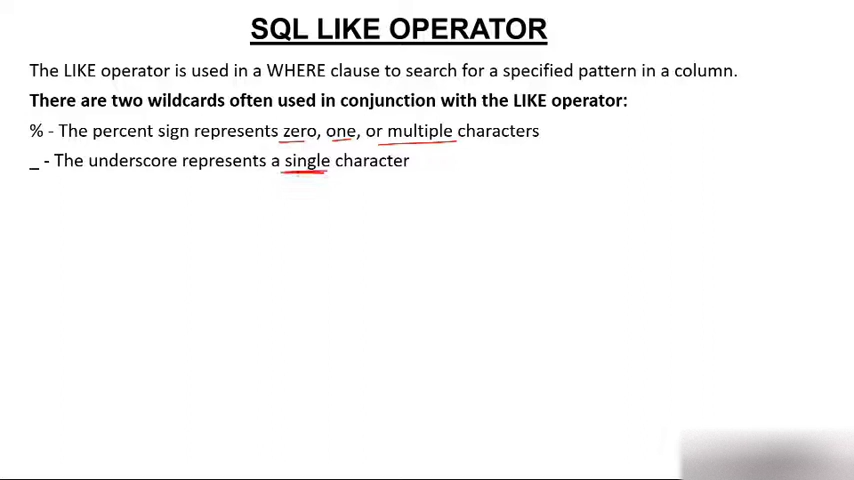 SQL LIKE OPERATOR
The LIKE operator is used in a WHERE clause to search for a specified pattern in a column.
There are two wildcards often used in conjunction with the LIKE operator:
% - The percent sign represents zero, one, or multiple characters
_ - The underscore represents a single character